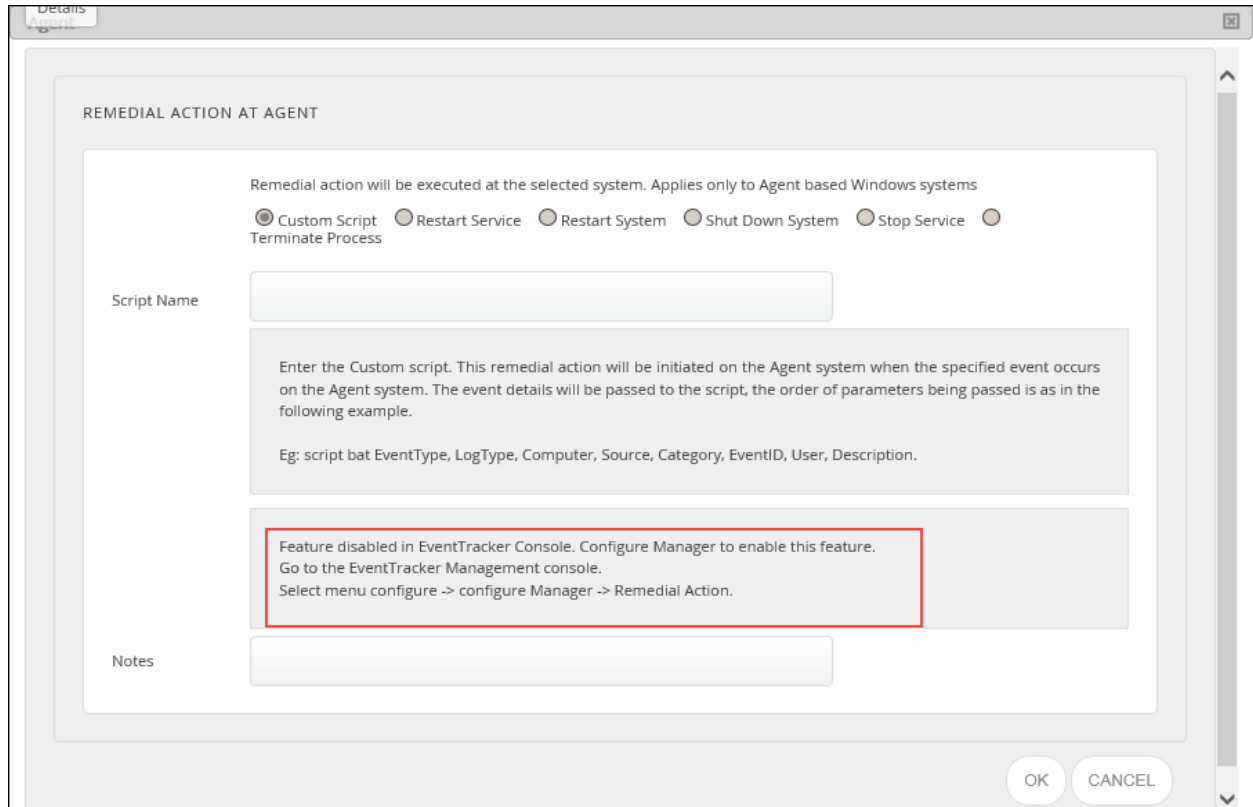 Details
Agent
REMEDIAL ACTION AT AGENT
Remedial action will be executed at the selected system. Applies only to Agent based Windows systems
Custom Script Restart Service Restart System Shut Down System Stop Service
Terminate Process
Script Name
Enter the Custom script. This remedial action will be initiated on the Agent system when the specified event occurs
on the Agent system. The event details will be passed to the script, the order of parameters being passed is as in the
following example.
Eg: script bat EventType, LogType, Computer, Source, Category, EventID, User, Description.
Feature disabled in EventTracker Console. Configure Manager to enable this feature.
Go to the EventTracker Management console.
Select menu configure -> configure Manager -> Remedial Action.
Notes
OK CANCEL